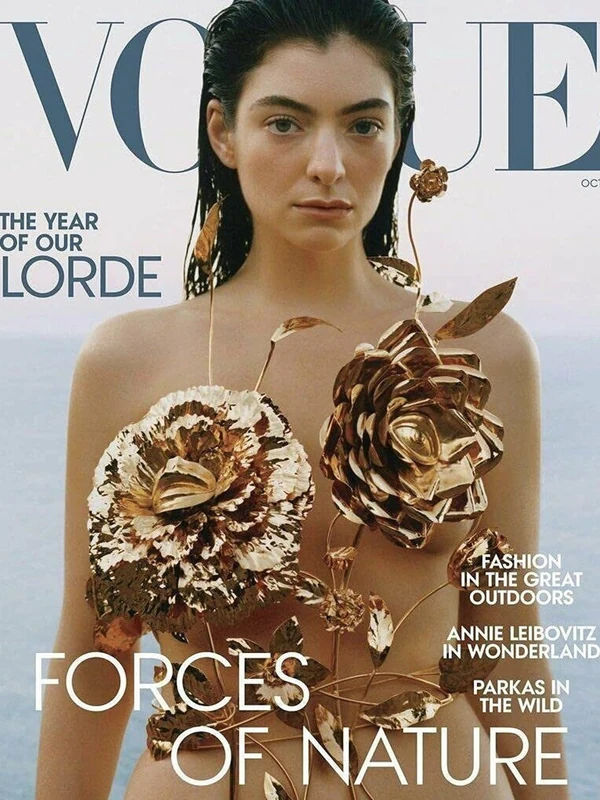 VOGUE
OCT
THE YEAR
OF OUR
LORDE
FASHION
IN THE GREAT
OUTDOORS
ANNIE LEIBOVITZ
IN WONDERLAND
PARKAS IN
THE WILD
FORCES
OF NATURE